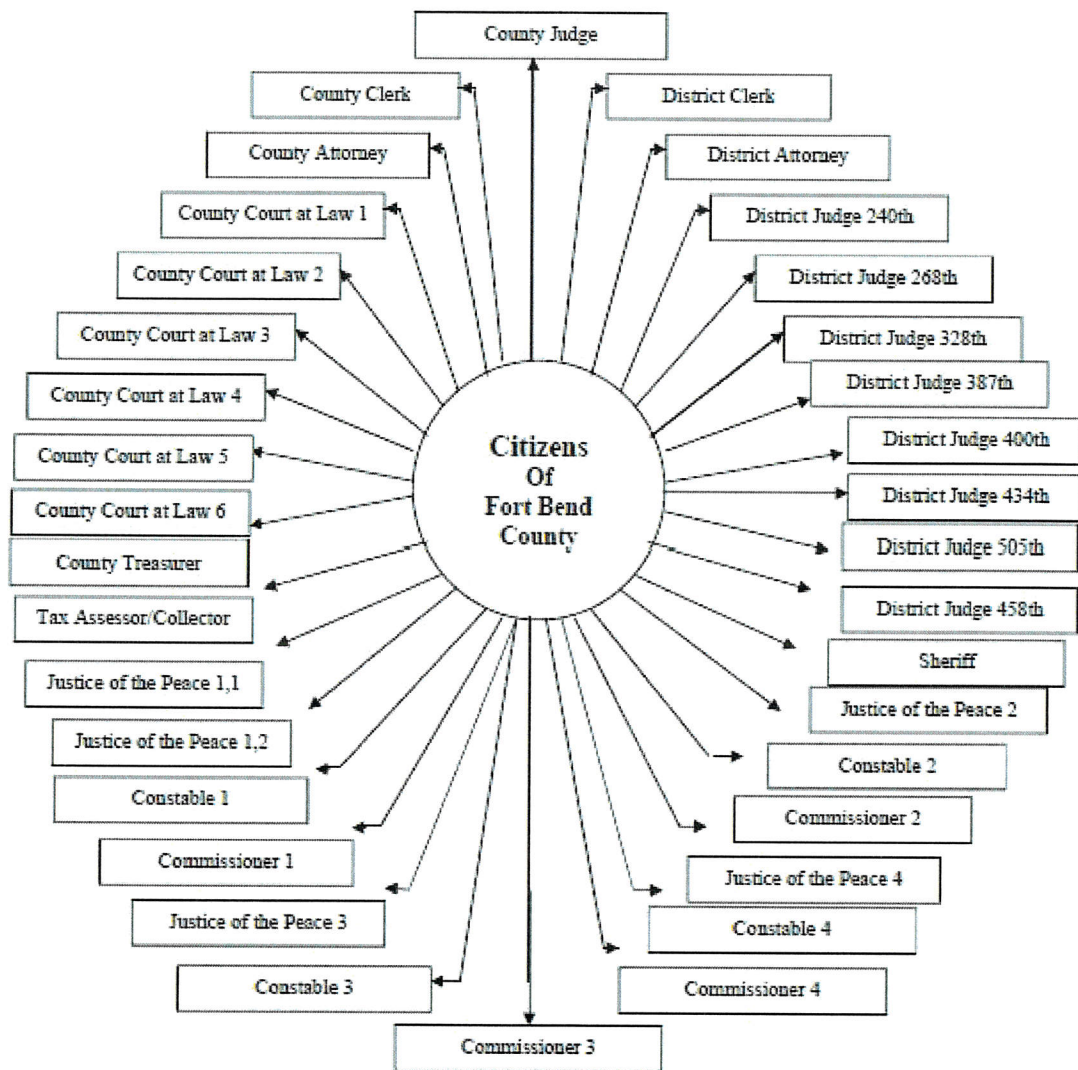 County Judge
County Clerk
District Clerk
County Attorney
District Attorney
County Court at Law 1
District Judge 240th
County Court at Law 2
District Judge 268th
County Court at Law 3
District Judge 328th
County Court at Law 4
District Judge 387th
County Court at Law 5
District Judge 400th
County Court at Law 6
District Judge 434th
Citizens
Of
Fort Bend
County
County Treasurer
District Judge 505th
Tax Assessor/Collector
District Judge 458th
Sheriff
Justice of the Peace 1,1
Justice of the Peace 2
Justice of the Peace 1,2
Constable 2
Constable 1
Commissioner 2
Commissioner 1
Justice of the Peace 4
Justice of the Peace 3
Constable 4
Constable 3
Commissioner 4
Commissioner 3